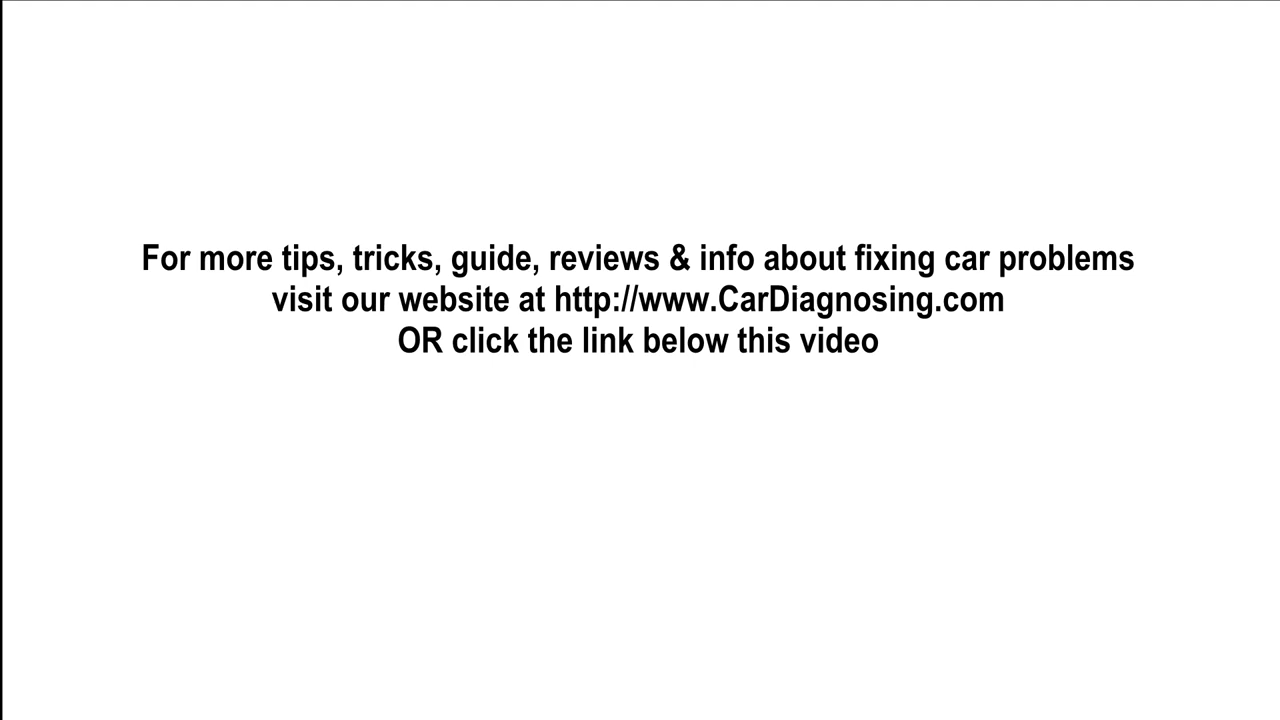 For more tips, tricks, guide, reviews & info about fixing car problems
visit our website at http://www.CarDiagnosing.com
OR click the link below this video